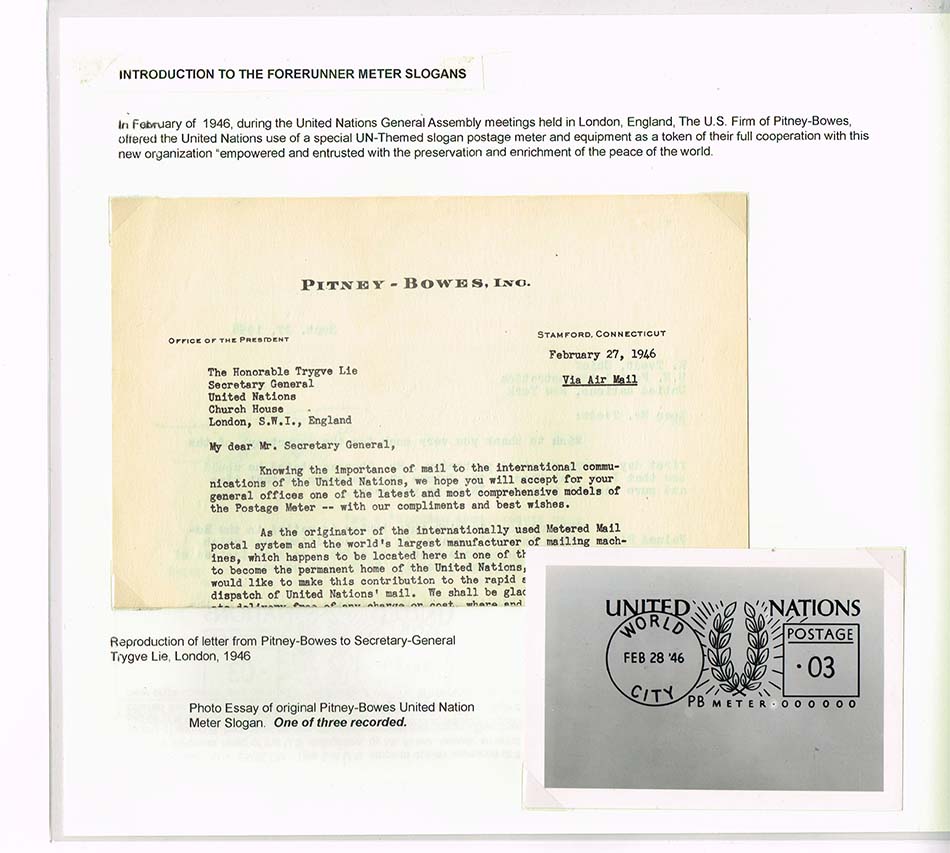 INTRODUCTION TO THE FORERUNNER METER SLOGANS
In February of 1946, during the United Nations General Assembly meetings held in London, England, The U.S. Firm of Pitney-Bowes,
offered the United Nations use of a special UN-Themed slogan postage meter and equipment as a token of their full cooperation with this
new organization "empowered and entrusted with the preservation and enrichment of the peace of the world.
PITNEY - BOWES, INC.
OFFICE OF THE PRESIDENT
STAMFORD, CONNECTICUT
February 27, 1946
Via Air Mail
The Honorable Trygve Lie
Secretary General
United Nations
Church House
London, S.W.I., England
My dear Mr. Secretary General,
Knowing the importance of mail to the international commu-
nications of the United Nations, we hope you will accept for your
general offices one of the latest and most comprehensive models of
the Postage Meter -- with our compliments and best wishes.
As the originator of the internationally used Metered Mail
postal system and the world's largest manufacturer of mailing mach-
ines, which happens to be located here in one of th
to become the permanent home of the United Nations,
would like to make this contribution to the rapid a
dispatch of United Nations' mail. We shall be glad
free of any charge or cost, where and
Reproduction of letter from Pitney-Bowes to Secretary-General
Trygve Lie, London, 1946
Photo Essay of original Pitney-Bowes United Nation
Meter Slogan. One of three recorded.
UNITED NATIONS
WORLD CITY
FEB 28 '46
POSTAGE
·03
PB METER·000000